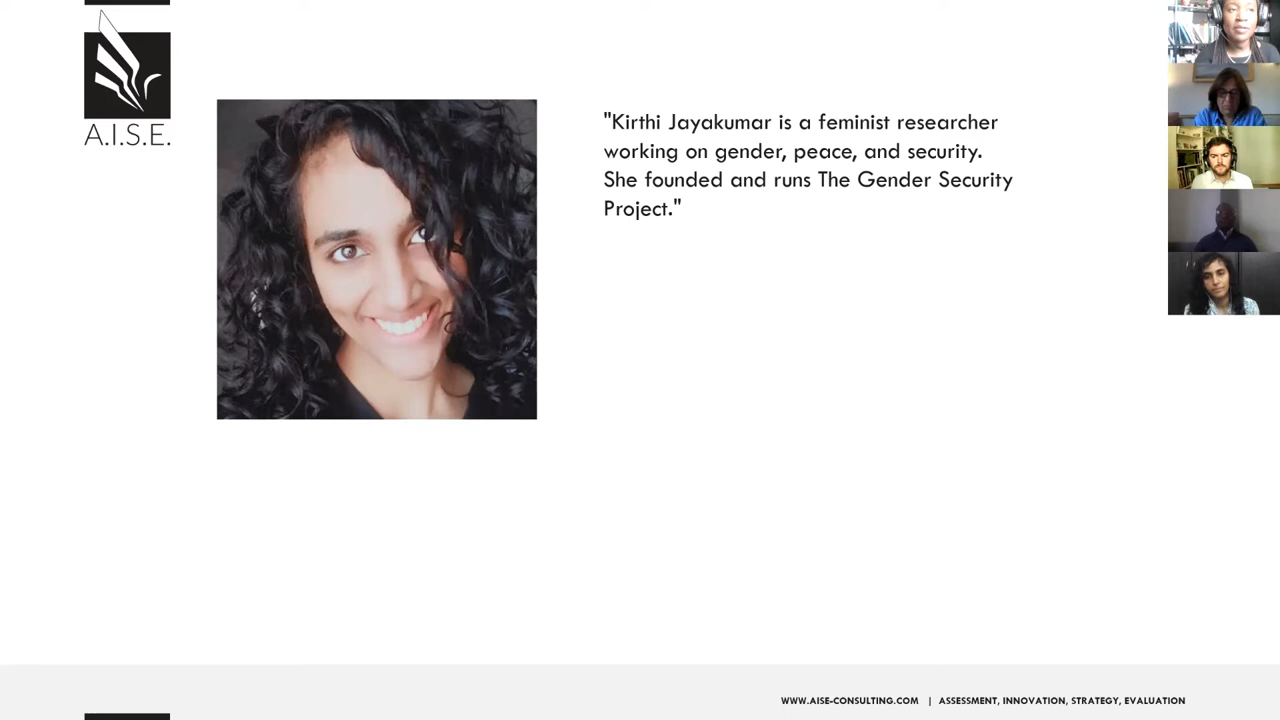 A.I.S.E.
"Kirthi Jayakumar is a feminist researcher
working on gender, peace, and security.
She founded and runs The Gender Security
Project."
WWW.AISE-CONSULTING.COM | ASSESSMENT, INNOVATION, STRATEGY, EVALUATION